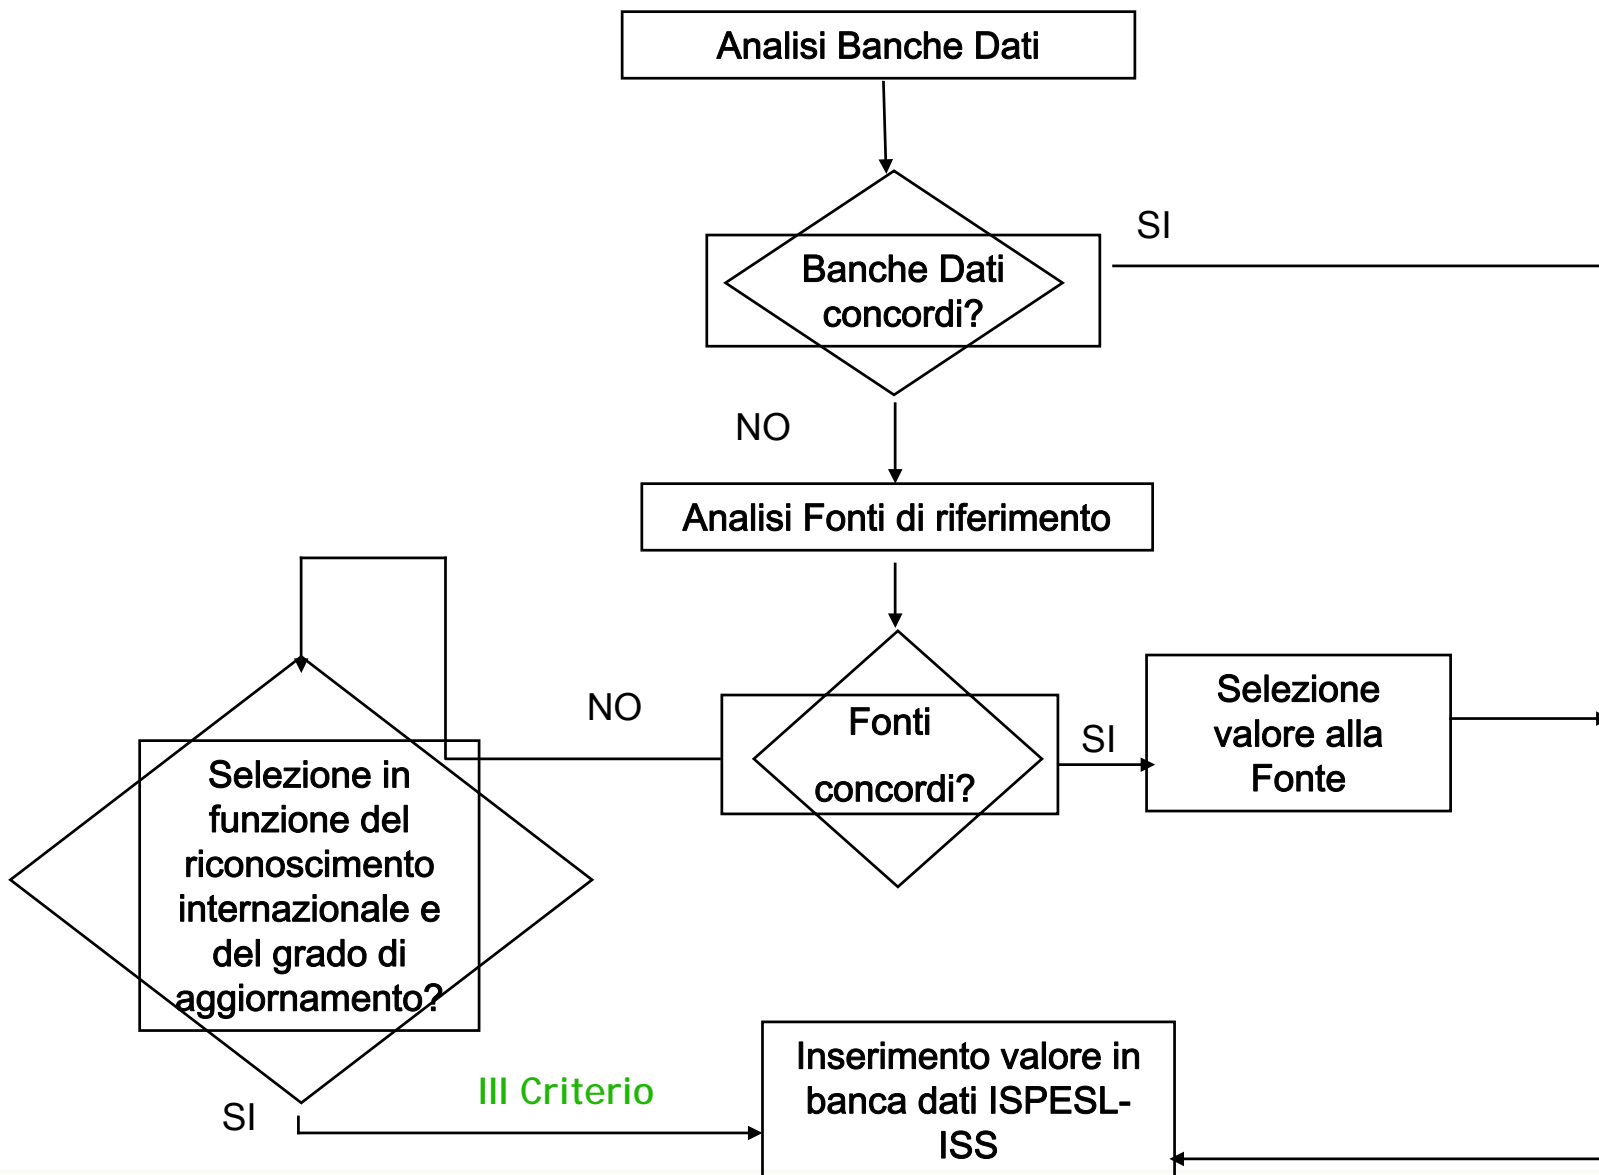 Analisi Banche Dati
SI
Banche Dati
concordi?
NO
Analisi Fonti di riferimento
NO
Fonti
concordi?
SI
Selezione
valore alla
Fonte
Selezione in
funzione del
riconoscimento
internazionale e
del grado di
aggiornamento?
SI
III Criterio
Inserimento valore in
banca dati ISPESL-
ISS